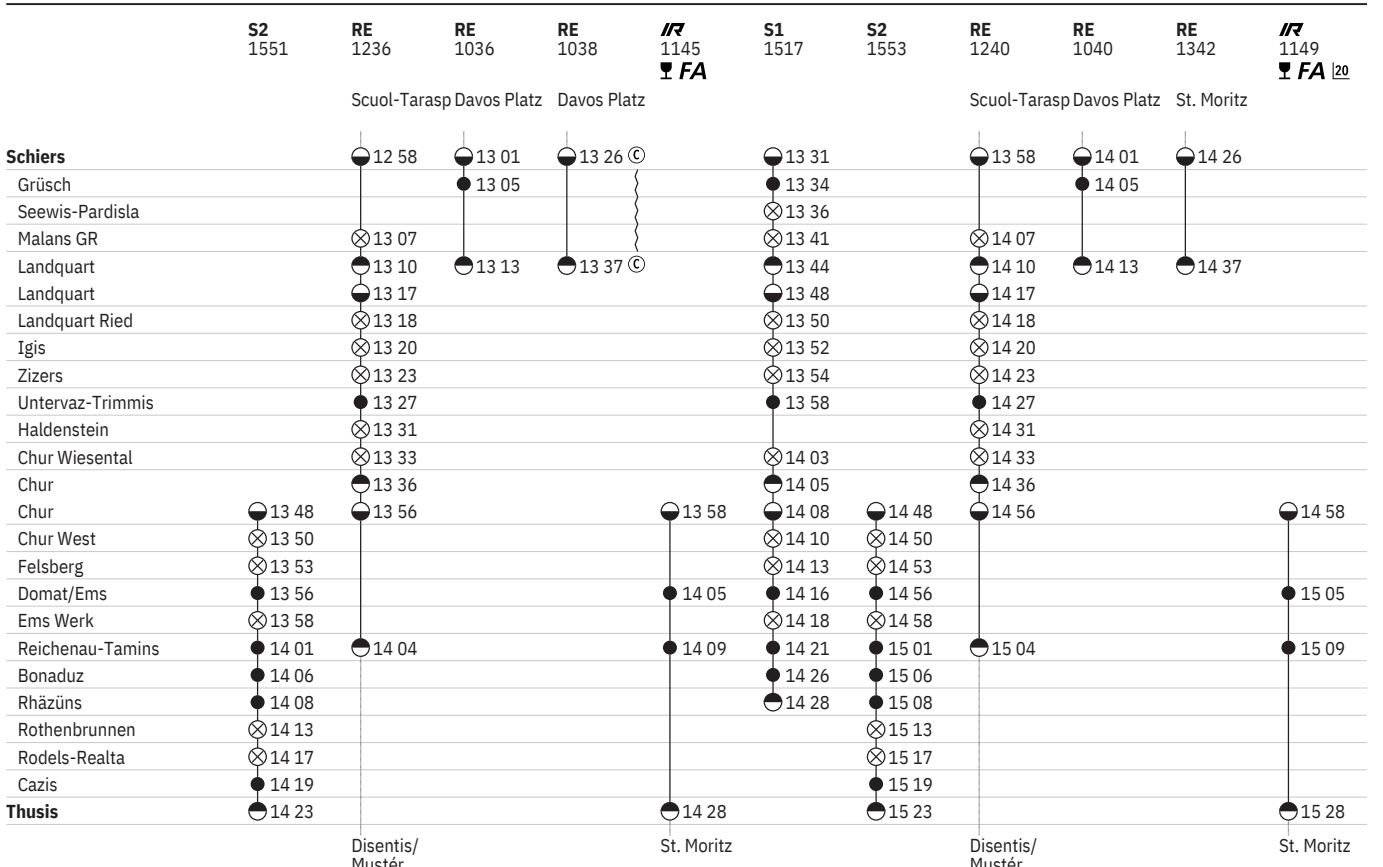 S2 RE RE RE IR S1 S2 RE RE RE IR
1551 1236 1036 1038 1145 1517 1553 1240 1040 1342 1149
FA FA 20
Scuol-Tarasp Davos Platz Davos Platz Scuol-Tarasp Davos Platz St. Moritz
Schiers 12 58 13 01 13 26 C 13 31 13 58 14 01 14 26
Grüsch 13 05 13 34 14 05
Seewis-Pardisla 13 36
Malans GR 13 07 13 41 14 07
Landquart 13 10 13 13 13 37 C 13 44 14 10 14 13 14 37
Landquart 13 17 13 48 14 17
Landquart Ried 13 18 13 50 14 18
Igis 13 20 13 52 14 20
Zizers 13 23 13 54 14 23
Untervaz-Trimmis 13 27 13 58 14 27
Haldenstein 13 31 14 31
Chur Wiesental 13 33 14 03 14 33
Chur 13 36 14 05 14 36
Chur 13 48 13 56 13 58 14 08 14 48 14 56 14 58
Chur West 13 50 14 10 14 50
Felsberg 13 53 14 13 14 53
Domat/Ems 13 56 14 05 14 16 14 56 15 05
Ems Werk 13 58 14 18 14 58
Reichenau-Tamins 14 01 14 04 14 09 14 21 15 01 15 04 15 09
Bonaduz 14 06 14 26 15 06
Rhäzüns 14 08 14 28 15 08
Rothenbrunnen 14 13 15 13
Rodels-Realta 14 17 15 17
Cazis 14 19 15 19
Thusis 14 23 14 28 15 23 15 28
Disentis/ St. Moritz Disentis/ St. Moritz
Mustér Mustér